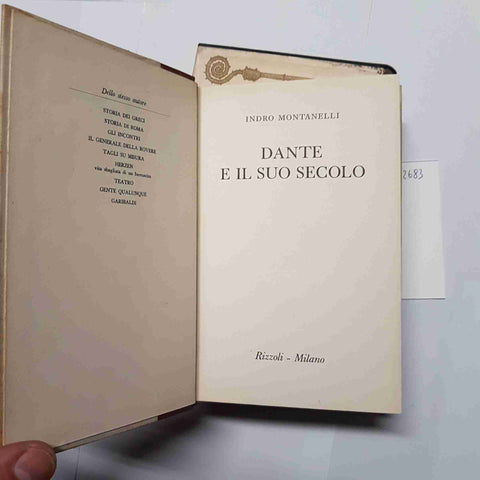 Dello stesso autore
STORIA DEI GRECI
STORIA DI ROMA
GLI INCONTRI
IL GENERALE DELLA ROVERE
TAGLI SU MISURA
HERZEN
vita sbagliata di un fuoruscito
TEATRO
GENTE QUALUNQUE
GARIBALDI
INDRO MONTANELLI
DANTE
E IL SUO SECOLO
Rizzoli - Milano
2683